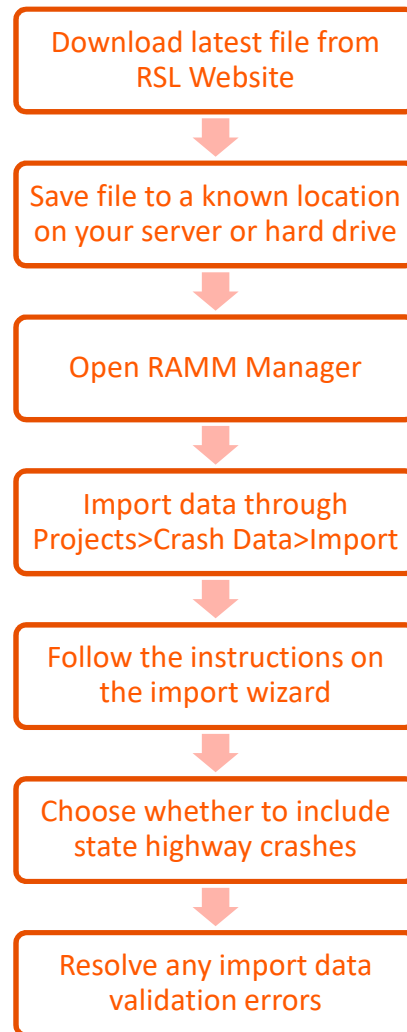 Download latest file from
RSL Website
Save file to a known location
on your server or hard drive
Open RAMM Manager
Import data through
Projects>Crash Data>Import
Follow the instructions on
the import wizard
Choose whether to include
state highway crashes
Resolve any import data
validation errors